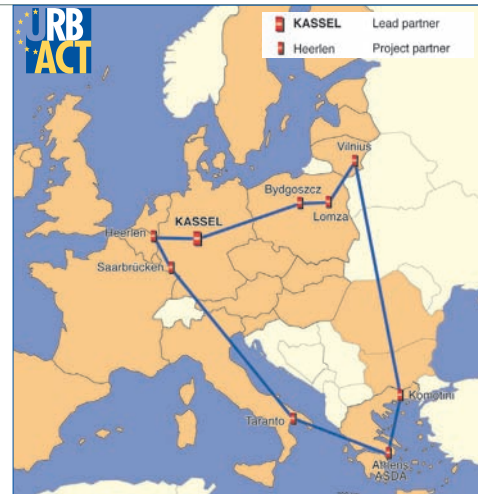 URB
ACT
KASSEL Lead partner
Heerlen Project partner
Vilnius
Bydgoszcz
Lomza
KASSEL
Heerlen
Saarbrücken
Komotini
Taranto
Athens
ASDA